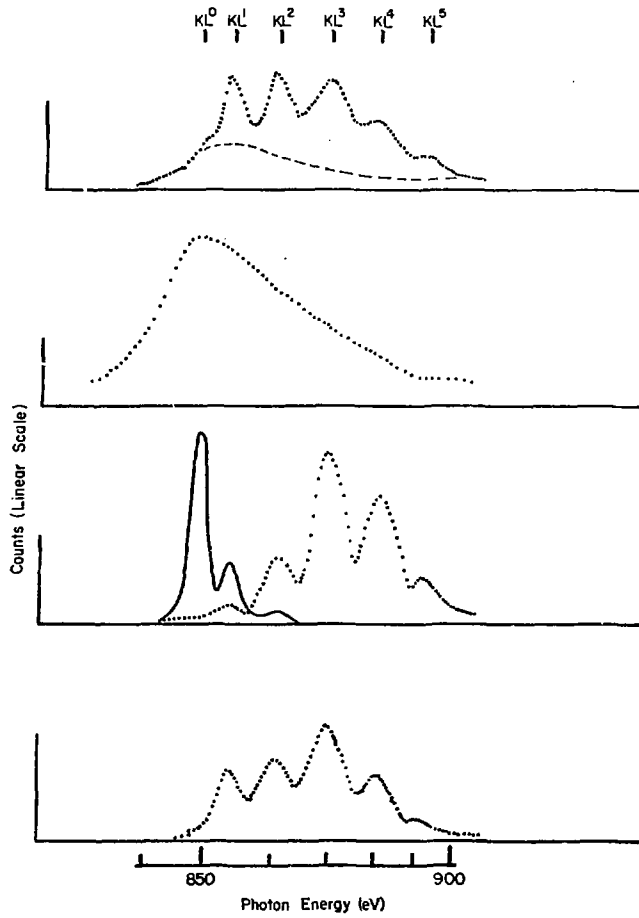 KL⁰ KL¹ KL² KL³ KL⁴ KL⁵
Counts (Linear Scale)
850 900
Photon Energy (eV)